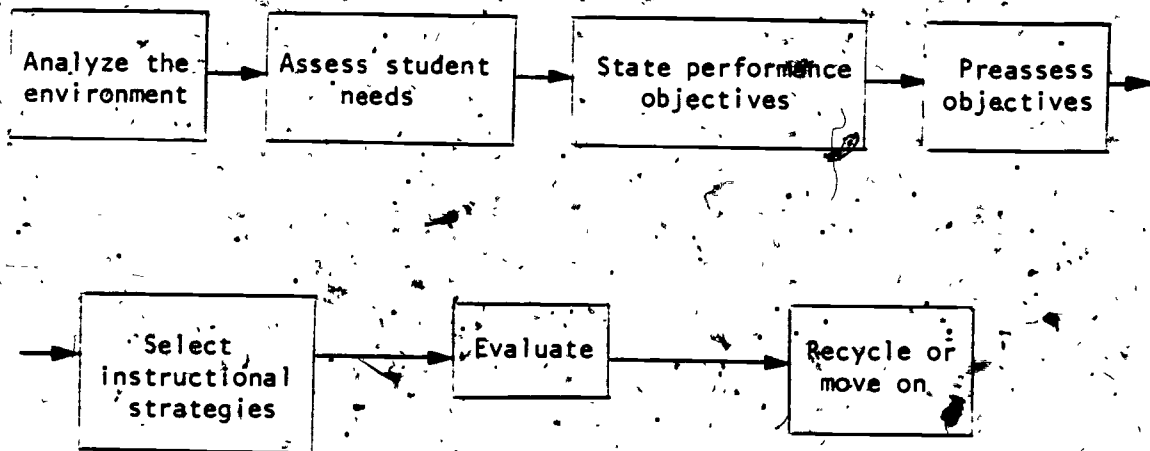 Analyze the
environment
Assess student
needs
State performance
objectives
Preassess
objectives
Select
instructional
strategies
Evaluate
Recycle or
move on